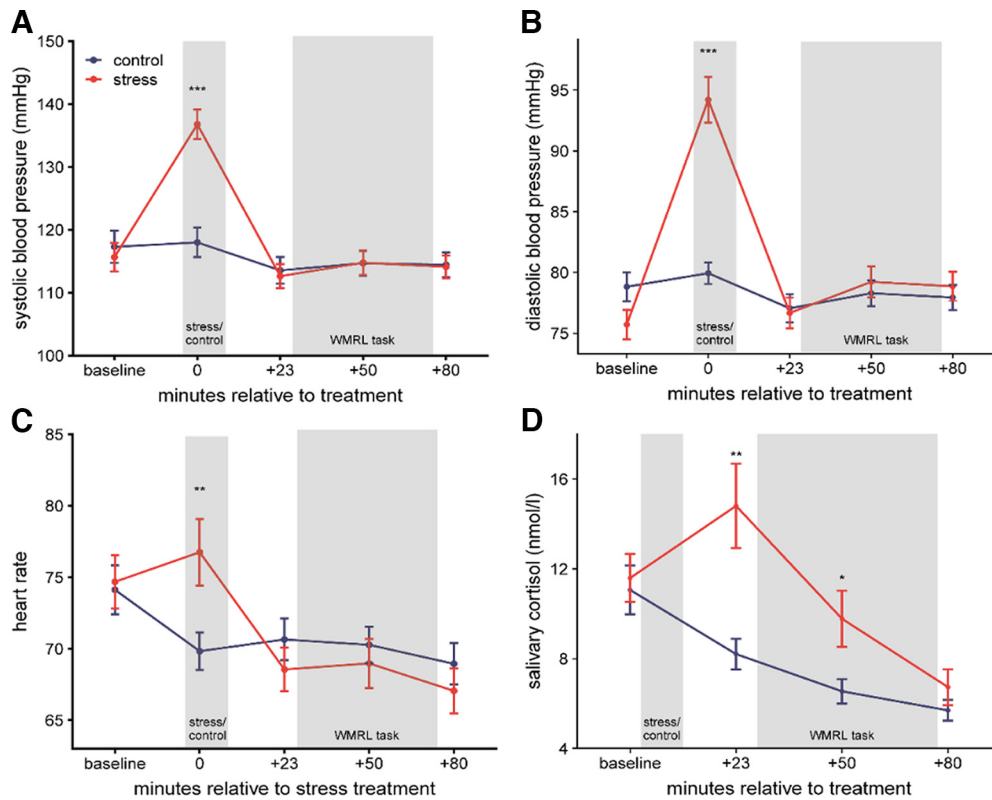 A
150
140
130
120
110
100
systolic blood pressure (mmHg)
control
stress
***
stress/
control
WMRL task
baseline
0
+23
+50
+80
minutes relative to treatment
B
95
90
85
80
75
diastolic blood pressure (mmHg)
***
stress/
control
WMRL task
baseline
0
+23
+50
+80
minutes relative to treatment
C
85
80
75
70
65
heart rate
**
stress/
control
WMRL task
baseline
0
+23
+50
+80
minutes relative to stress treatment
D
16
12
8
4
salivary cortisol (nmol/l)
**
*
stress/
control
WMRL task
baseline
+23
+50
+80
minutes relative to treatment